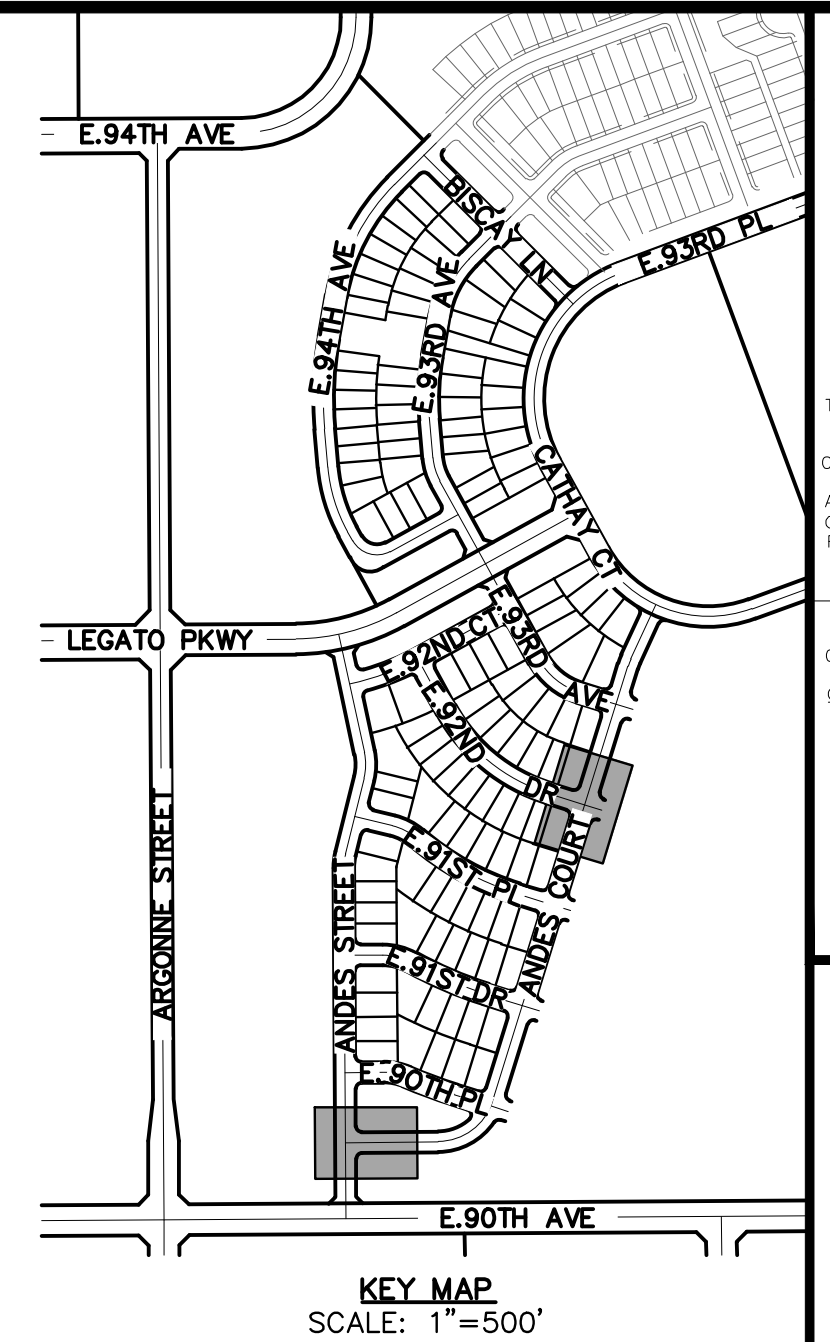 E.94TH AVE
BISCAY LN
E.93RD PL
E.94TH AVE
E.93RD AVE
CATHAY CT
LEGATO PKWY
E.92ND CT
E.93RD AVE
E.92ND DR
E.91ST PL
ANDES COURT
ARGONNE STREET
ANDES STREET
E.91ST DR
E.90TH PL
E.90TH AVE
KEY MAP
SCALE: 1"=500'